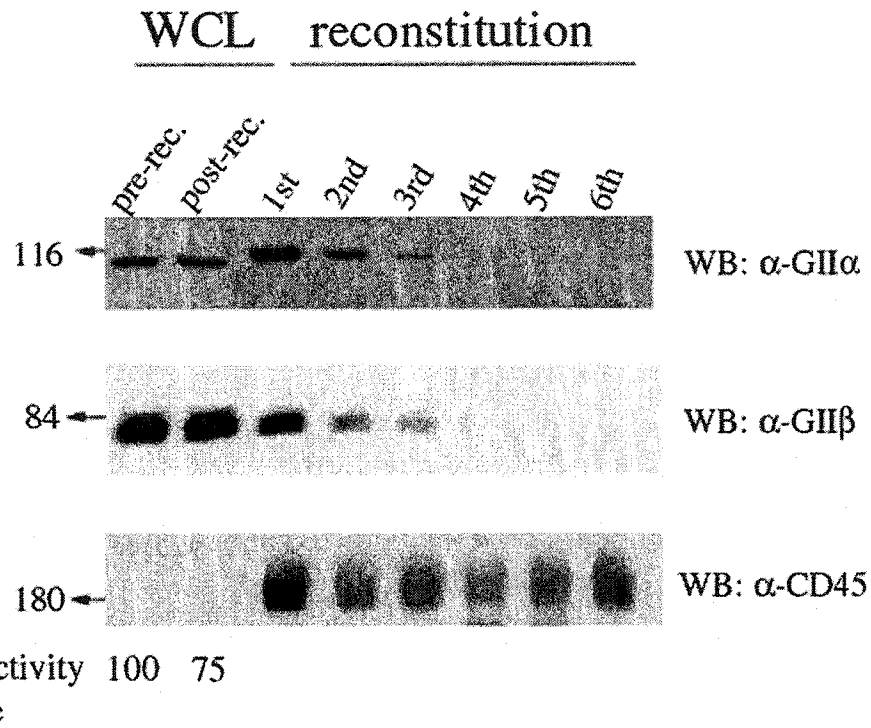 WCL reconstitution
pre-rec. post-rec. 1st 2nd 3rd 4th 5th 6th
116 WB: α-GIIα
84 WB: α-GIIβ
180 WB: α-CD45
ctivity 100 75